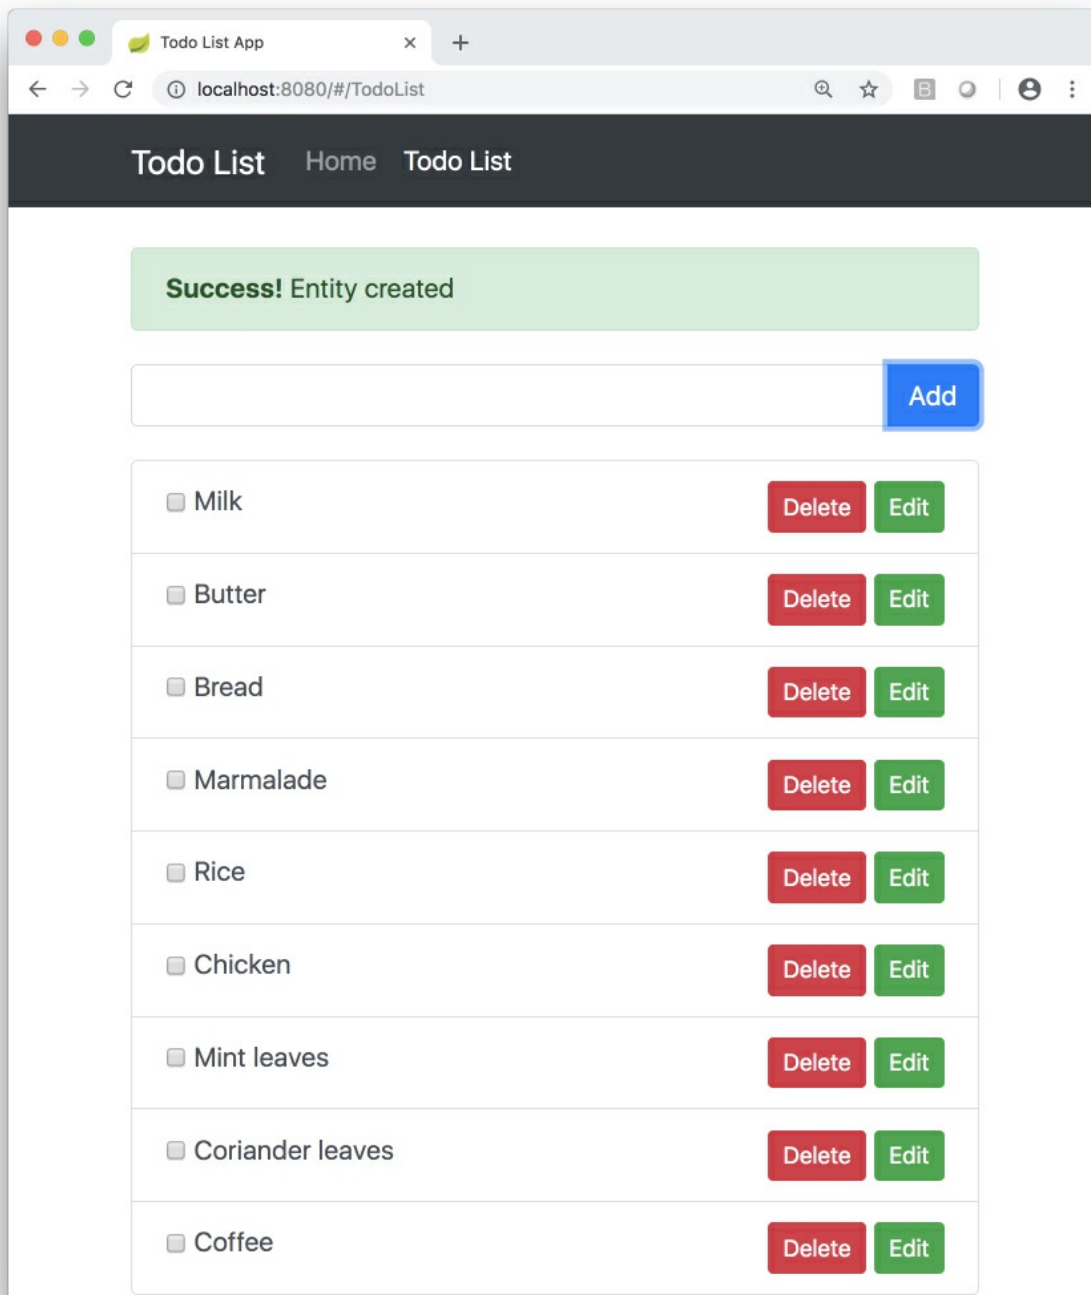 Todo List App
localhost:8080/#/TodoList
Todo List Home Todo List
Success! Entity created
Add
Milk Delete Edit
Butter Delete Edit
Bread Delete Edit
Marmalade Delete Edit
Rice Delete Edit
Chicken Delete Edit
Mint leaves Delete Edit
Coriander leaves Delete Edit
Coffee Delete Edit